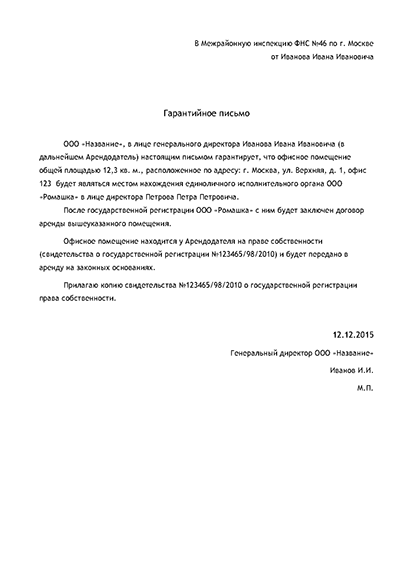 В Межрайонную инспекцию ФНС №46 по г. Москве
от Иванова Ивана Ивановича
Гарантийное письмо
ООО «Название», в лице генерального директора Иванова Ивана Ивановича (в
дальнейшем Арендодатель) настоящим письмом гарантирует, что офисное помещение
общей площадью 12,3 кв. м., расположенное по адресу: г. Москва, ул. Верхняя, д. 1, офис
123 будет являться местом нахождения единоличного исполнительного органа ООО
«Ромашка» в лице директора Петрова Петра Петровича.
После государственной регистрации ООО «Ромашка» с ним будет заключен договор
аренды вышеуказанного помещения.
Офисное помещение находится у Арендодателя на праве собственности
(свидетельства о государственной регистрации №123465/98/2010) и будет передано в
аренду на законных основаниях.
Прилагаю копию свидетельства №123465/98/2010 о государственной регистрации
права собственности.
12.12.2015
Генеральный директор ООО «Название»
Иванов И.И.
М.П.